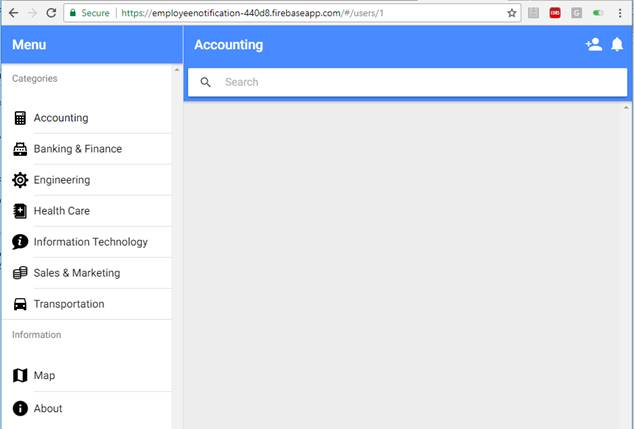 Secure | https://employeenotification-440d8.firebaseapp.com/#/users/1
Menu
Accounting
Categories
Search
Accounting
Banking & Finance
Engineering
Health Care
Information Technology
Sales & Marketing
Transportation
Information
Map
About